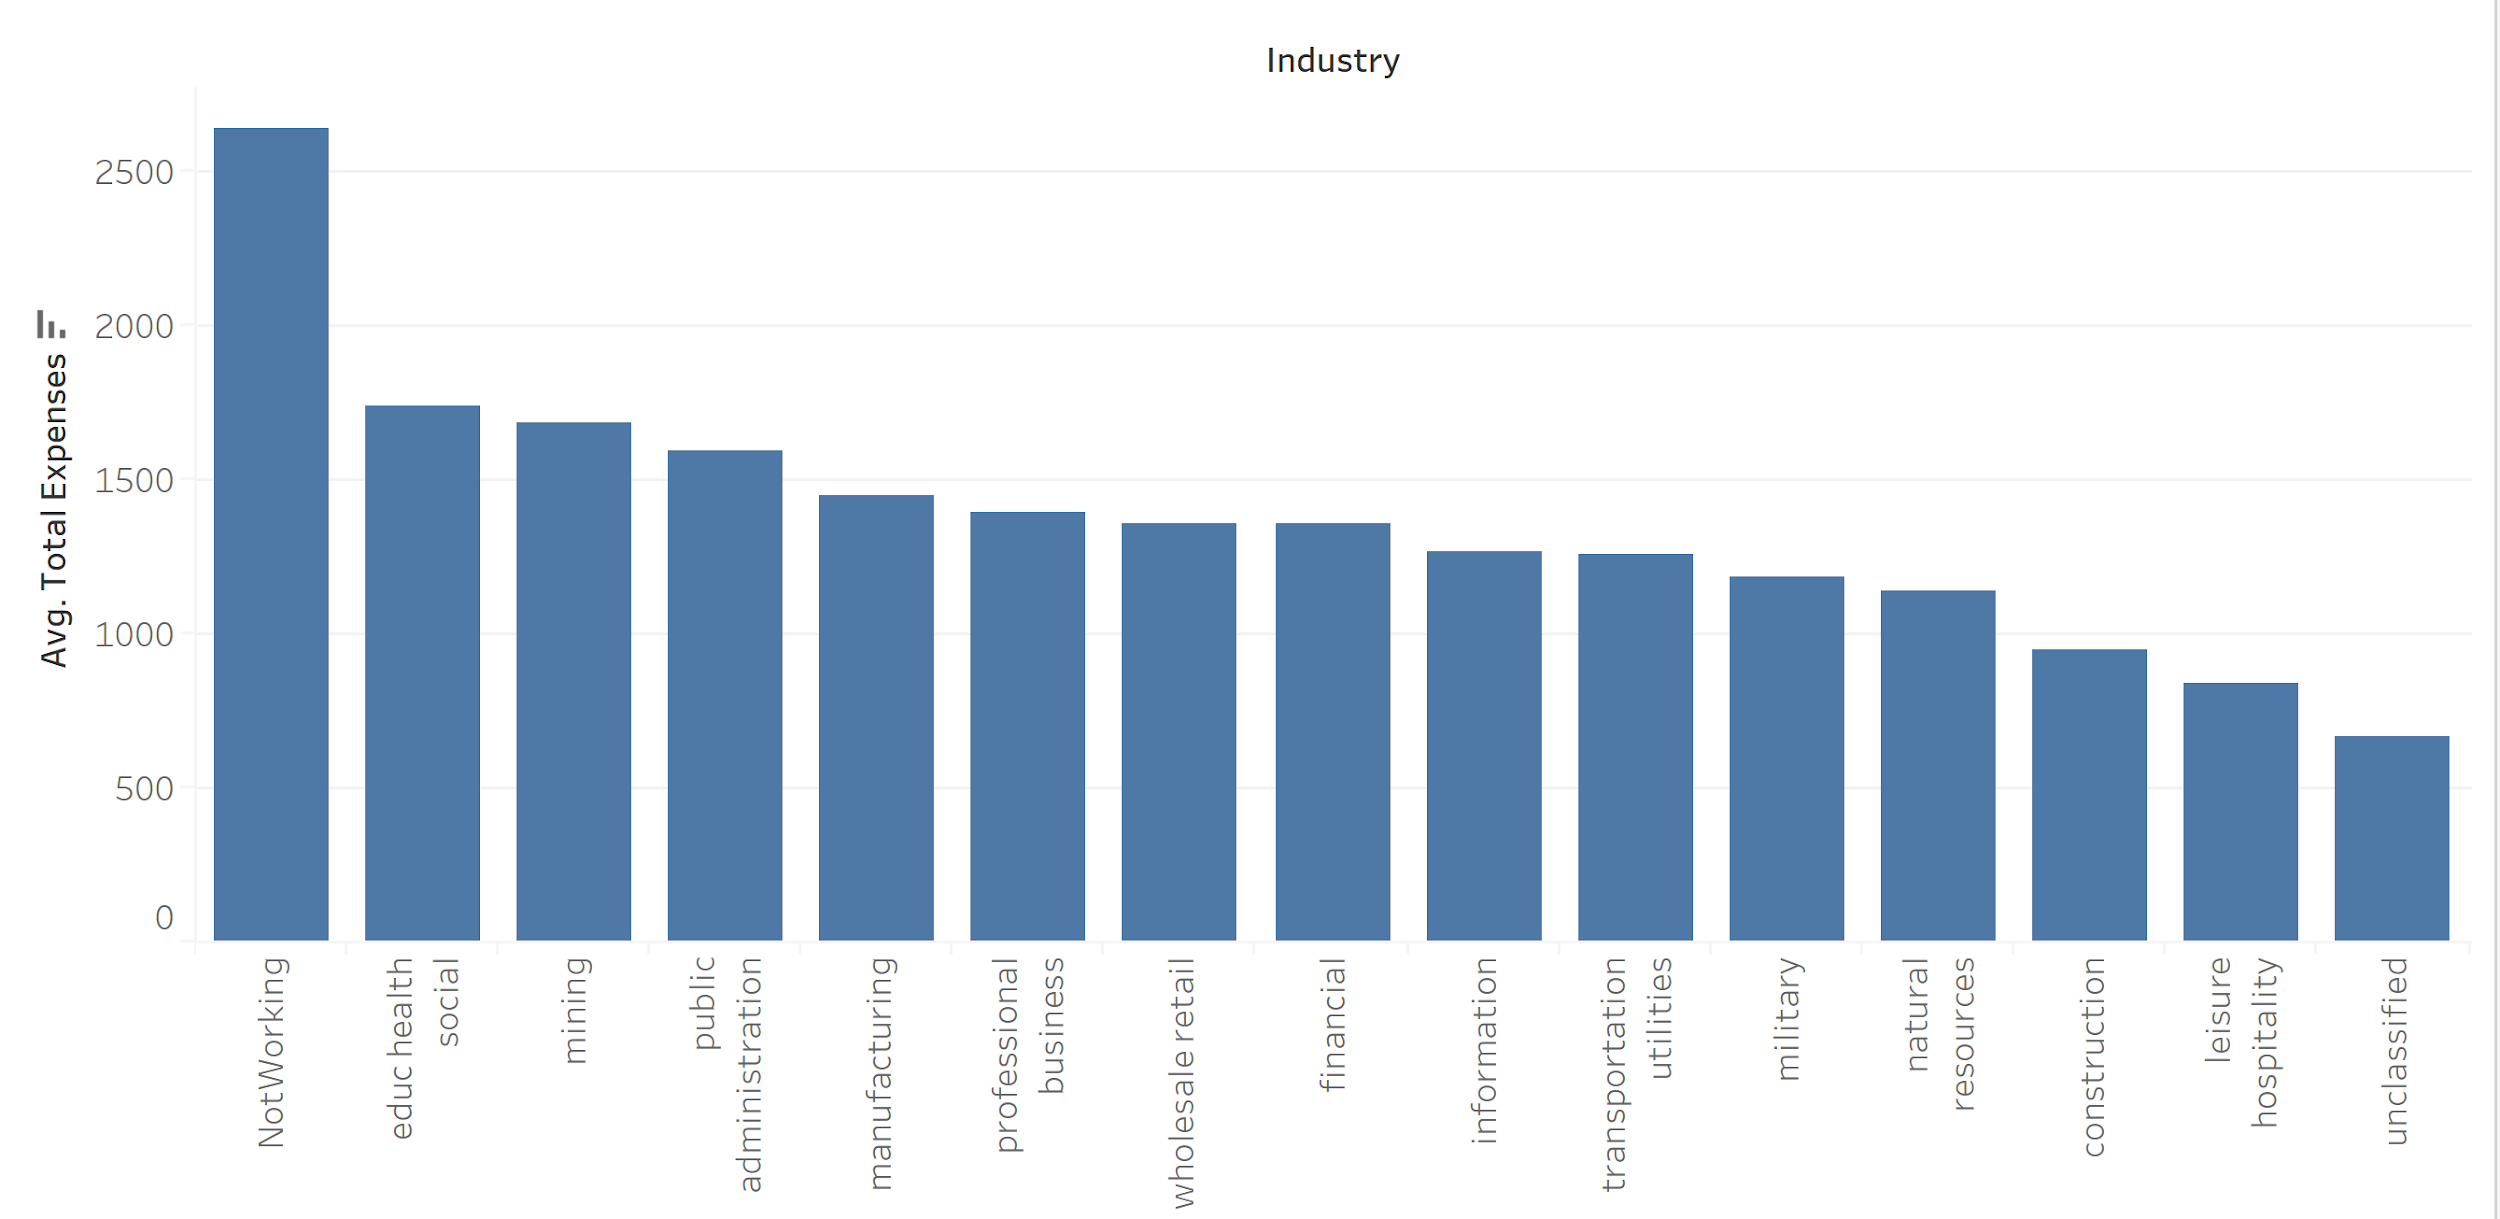 Industry
Avg. Total Expenses
2500
2000
1500
1000
500
0
NotWorking
educ health
social
mining
public
administration
manufacturing
professional
business
wholesale retail
financial
information
transportation
utilities
military
natural
resources
construction
leisure
hospitality
unclassified